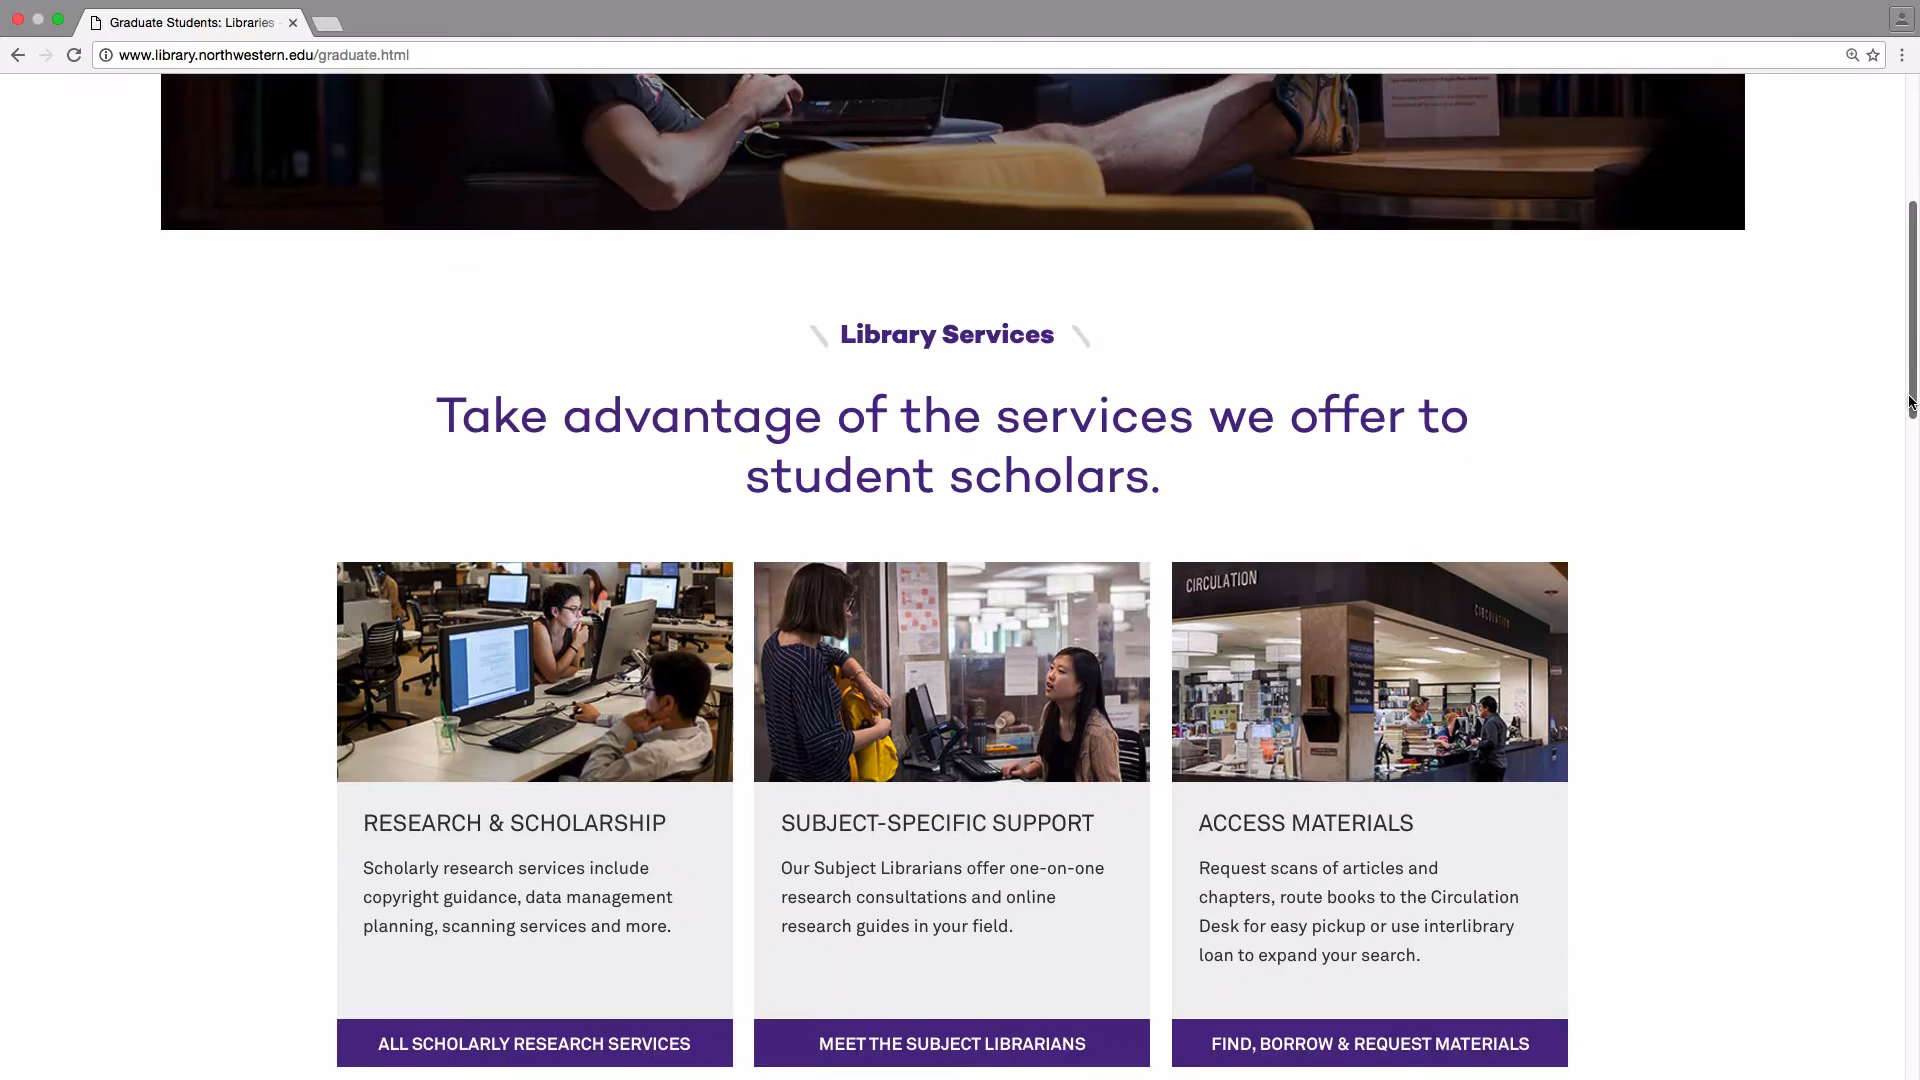 Graduate Students: Libraries
www.library.northwestern.edu/graduate.html
Library Services
Take advantage of the services we offer to
student scholars.
CIRCULATION
CIRCULATION
RESEARCH & SCHOLARSHIP
Scholarly research services include
copyright guidance, data management
planning, scanning services and more.
ALL SCHOLARLY RESEARCH SERVICES
SUBJECT-SPECIFIC SUPPORT
Our Subject Librarians offer one-on-one
research consultations and online
research guides in your field.
MEET THE SUBJECT LIBRARIANS
ACCESS MATERIALS
Request scans of articles and
chapters, route books to the Circulation
Desk for easy pickup or use interlibrary
loan to expand your search.
FIND, BORROW & REQUEST MATERIALS